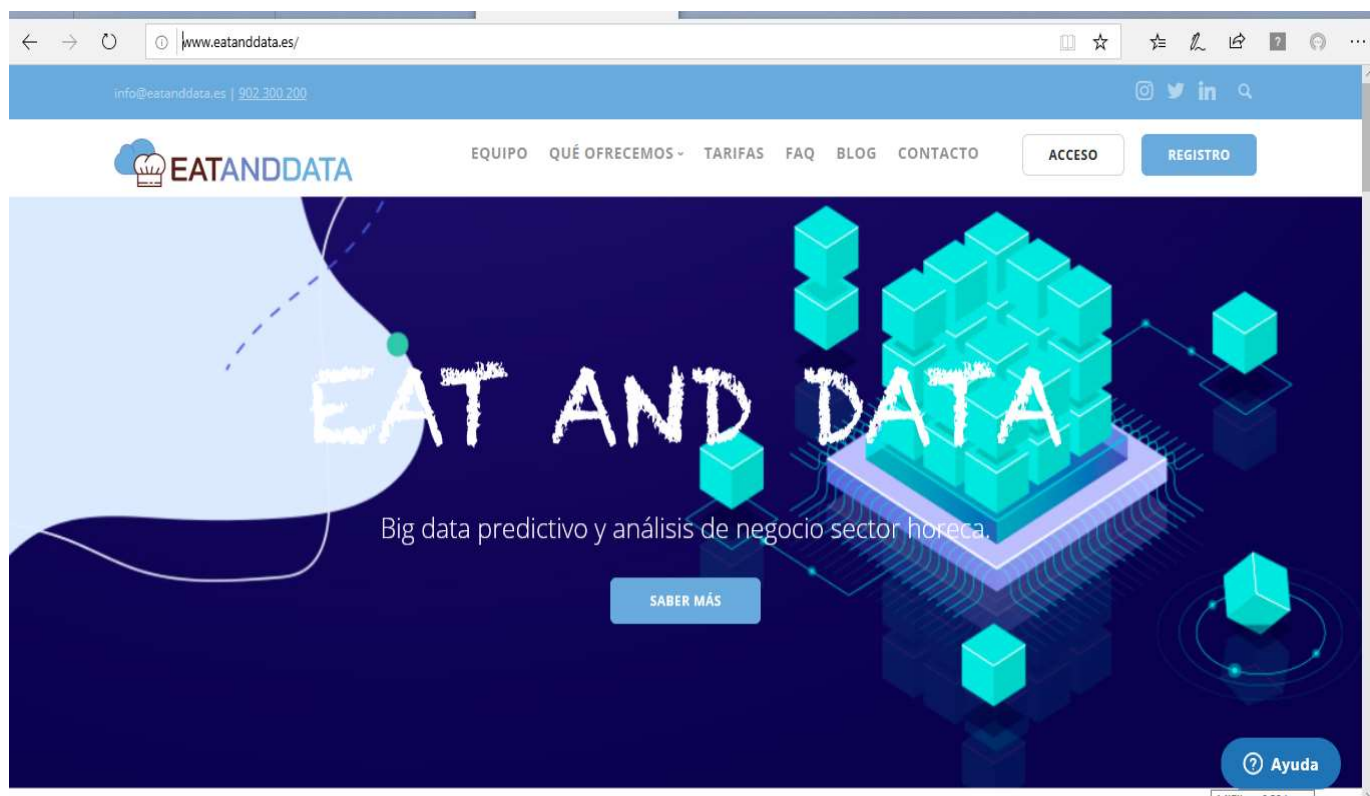 www.eatanddata.es/
info@eatanddata.es | 902 300 200
EATANDDATA
EQUIPO QUÉ OFRECEMOS TARIFAS FAQ BLOG CONTACTO ACCESO REGISTRO
EAT AND DATA
Big data predictivo y análisis de negocio sector horeca.
SABER MÁS
? Ayuda